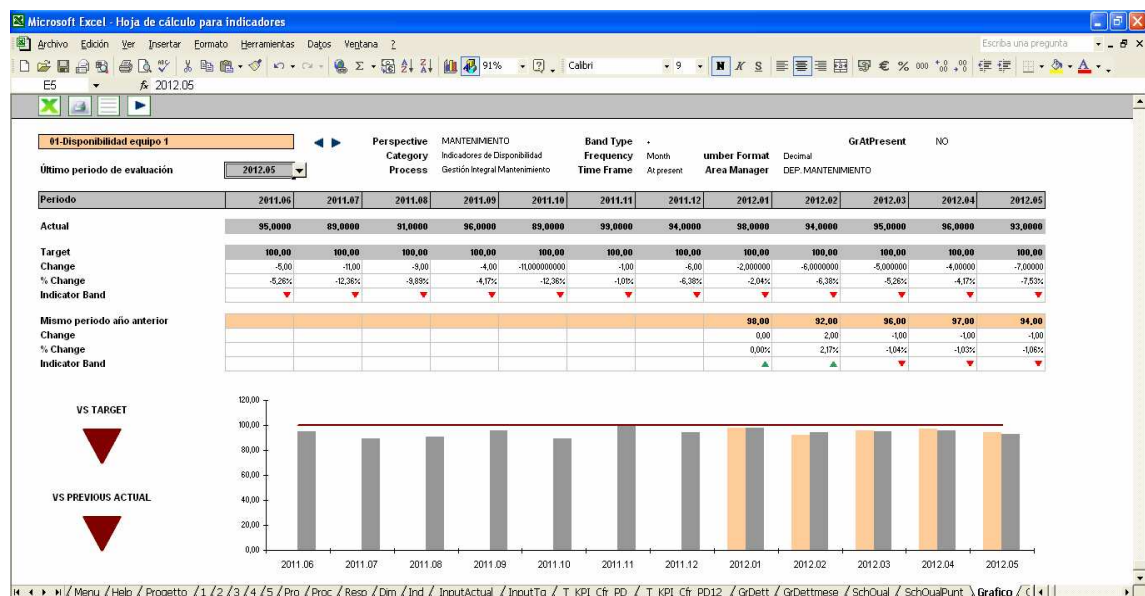 Microsoft Excel - Hoja de cálculo para indicadores
Archivo Edición Ver Insertar Formato Herramientas Datos Ventana ? Escriba una pregunta
91% Calibri 9 N K S € % 000
E5 fx 2012.05
01-Disponibilidad equipo 1 Perspective MANTENIMIENTO Band Type GrAtPresent NO
Category Indicadores de Disponibilidad Frequency Month umber Format Decimal
Último periodo de evaluación 2012.05 Process Gestión Integral Mantenimiento Time Frame At present Area Manager DEP. MANTENIMIENTO
Periodo 2011.06 2011.07 2011.08 2011.09 2011.10 2011.11 2011.12 2012.01 2012.02 2012.03 2012.04 2012.05
Actual 95,0000 89,0000 91,0000 96,0000 89,0000 99,0000 94,0000 98,0000 94,0000 95,0000 96,0000 93,0000
Target 100,00 100,00 100,00 100,00 100,00 100,00 100,00 100,00 100,00 100,00 100,00 100,00
Change -5,00 -11,00 -9,00 -4,00 -11,000000000 -1,00 -6,00 -2,000000 -6,0000000 -5,000000 -4,00000 -7,00000
% Change -5,26% -12,36% -9,89% -4,17% -12,36% -1,01% -6,38% -2,04% -6,38% -5,26% -4,17% -7,53%
Indicator Band
Mismo periodo año anterior 98,00 92,00 96,00 97,00 94,00
Change 0,00 2,00 -1,00 -1,00 -1,00
% Change 0,00% 2,17% -1,04% -1,03% -1,06%
Indicator Band
VS TARGET
VS PREVIOUS ACTUAL
120,00
100,00
80,00
60,00
40,00
20,00
0,00
2011.06 2011.07 2011.08 2011.09 2011.10 2011.11 2011.12 2012.01 2012.02 2012.03 2012.04 2012.05
Menu / Help / Progetto / 1 / 2 / 3 / 4 / 5 / Pro / Proc / Resp / Dim / Ind / InputActual / InputTg / T_KPI_Cfr_PD / T_KPI_Cfr_PD12 / GrDett / GrDettmese / SchQual / SchQualPunt \ Grafico /